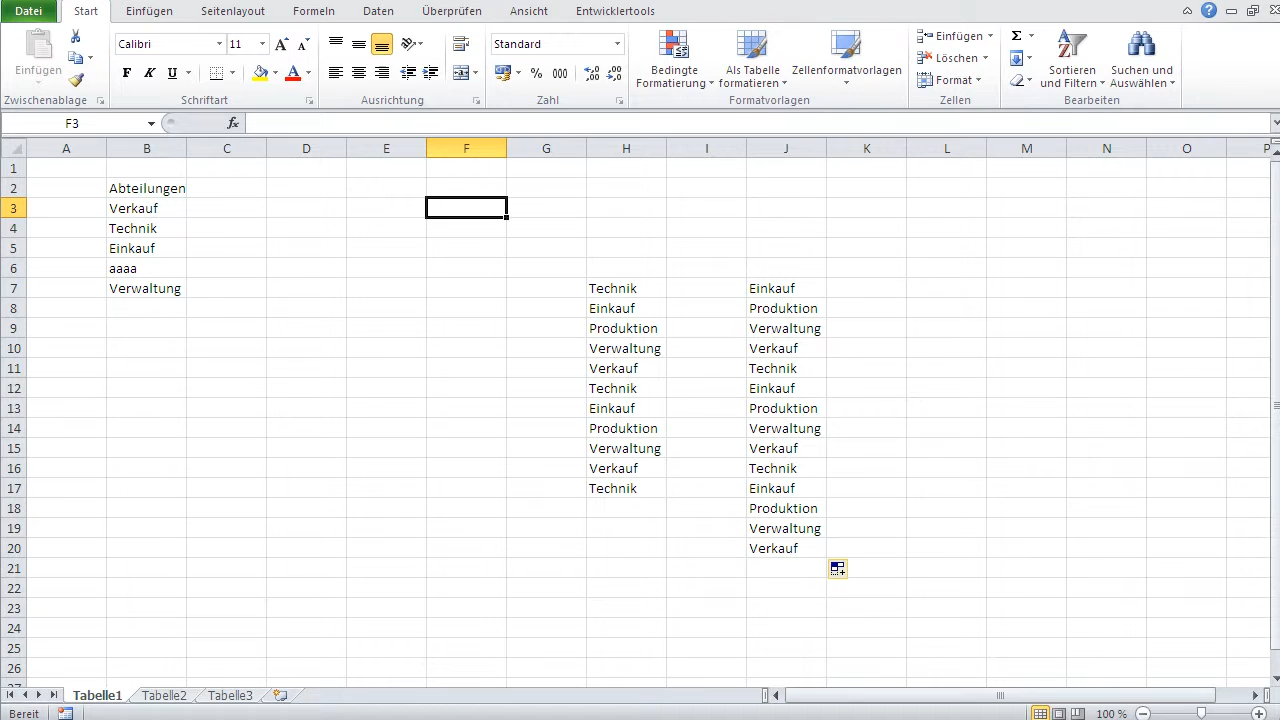 Datei Start Einfügen Seitenlayout Formeln Daten Überprüfen Ansicht Entwicklertools
Einfügen
Zwischenablage
Calibri 11
F K U
Schriftart
Ausrichtung
Standard
% 000
Zahl
Bedingte Formatierung
Als Tabelle formatieren
Zellenformatvorlagen
Formatvorlagen
Einfügen
Löschen
Format
Zellen
Σ
Sortieren und Filtern
Suchen und Auswählen
Bearbeiten
F3 fx
A B C D E F G H I J K L M N O P
1
2 Abteilungen
3 Verkauf
4 Technik
5 Einkauf
6 aaaa
7 Verwaltung Technik Einkauf
8 Einkauf Produktion
9 Produktion Verwaltung
10 Verwaltung Verkauf
11 Verkauf Technik
12 Technik Einkauf
13 Einkauf Produktion
14 Produktion Verwaltung
15 Verwaltung Verkauf
16 Verkauf Technik
17 Technik Einkauf
18 Produktion
19 Verwaltung
20 Verkauf
21
22
23
24
25
26
Tabelle1 Tabelle2 Tabelle3
Bereit 100 %